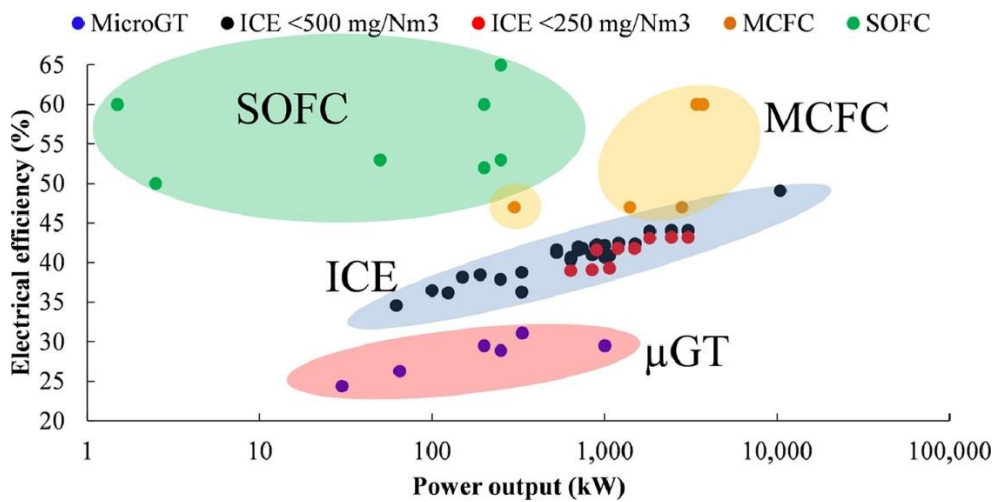 MicroGT ICE <500 mg/Nm3 ICE <250 mg/Nm3 MCFC SOFC
Electrical efficiency (%)
65
60
55
50
45
40
35
30
25
20
SOFC
MCFC
ICE
µGT
1 10 100 1,000 10,000 100,000
Power output (kW)